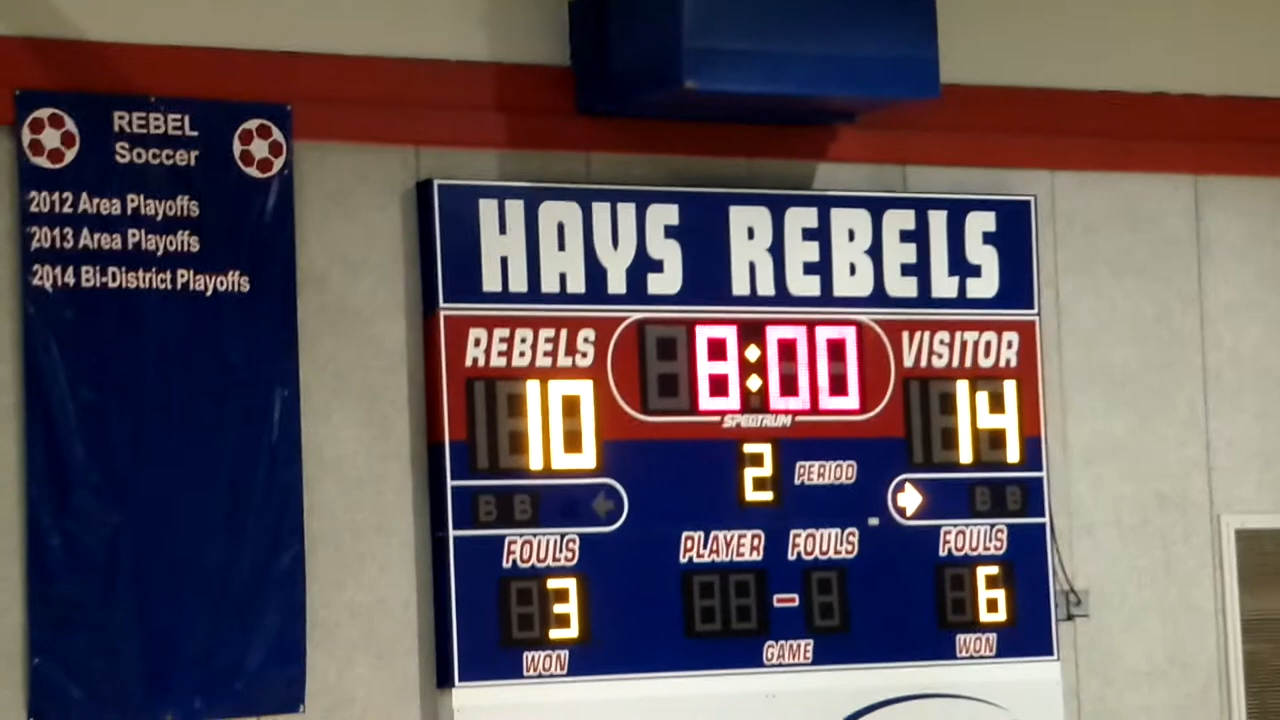 REBEL
Soccer
2012 Area Playoffs
2013 Area Playoffs
2014 Bi-District Playoffs
HAYS REBELS
REBELS
8:00
VISITOR
SPECTRUM
10
14
2 PERIOD
B B
B B
FOULS
PLAYER FOULS
FOULS
3
-
6
WON
GAME
WON